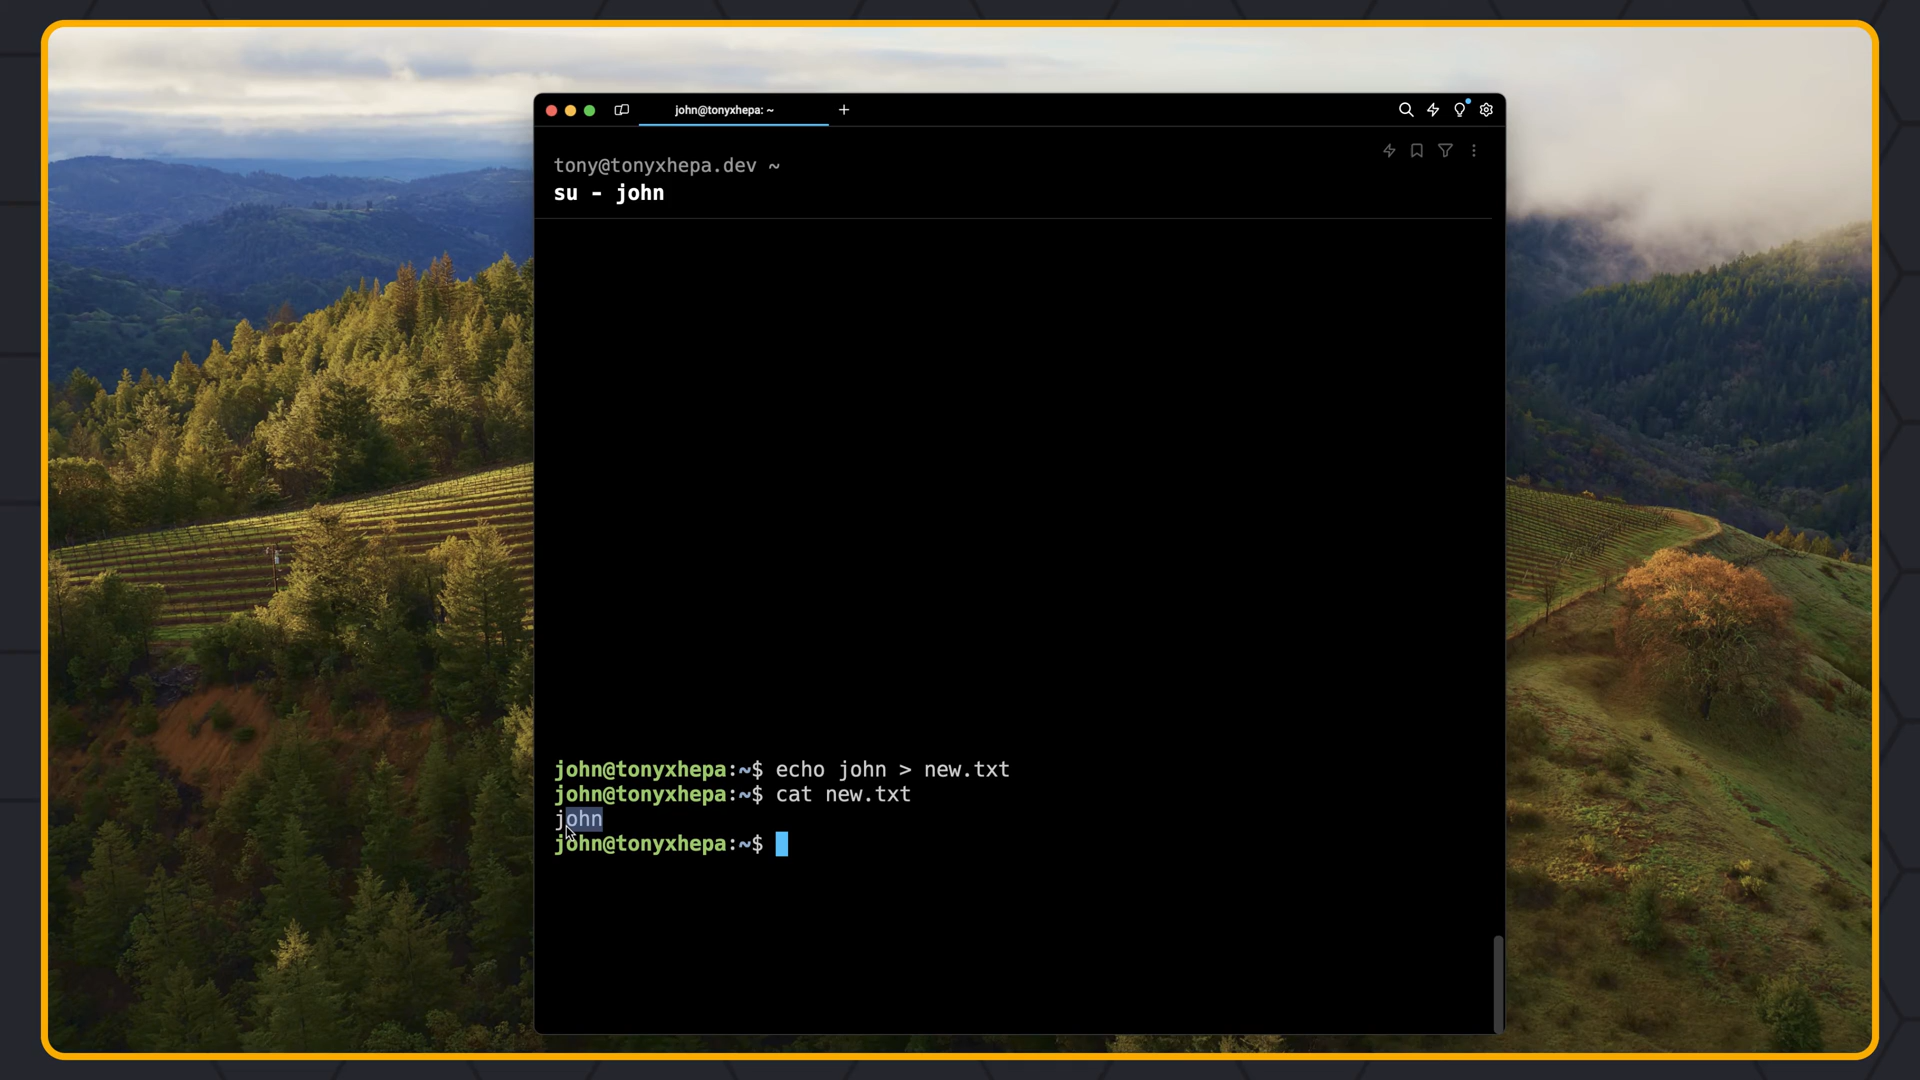 john@tonyxhepa: ~
tony@tonyxhepa.dev ~
su - john
john@tonyxhepa:~$ echo john > new.txt
john@tonyxhepa:~$ cat new.txt
john
john@tonyxhepa:~$